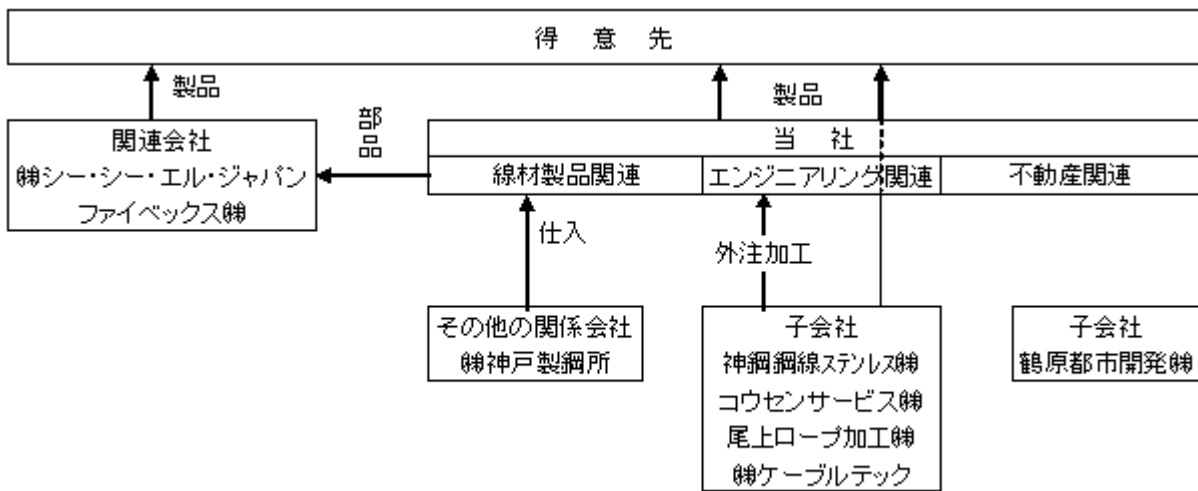 得意先
製品
製品
部品
関連会社
㈱シー・シー・エル・ジャパン
ファイベックス㈱
当社
線材製品関連
エンジニアリング関連
不動産関連
仕入
外注加工
その他の関係会社
㈱神戸製鋼所
子会社
神鋼鋼線ステンレス㈱
コウセンサービス㈱
尾上ロープ加工㈱
㈱ケーブルテック
子会社
鶴原都市開発㈱